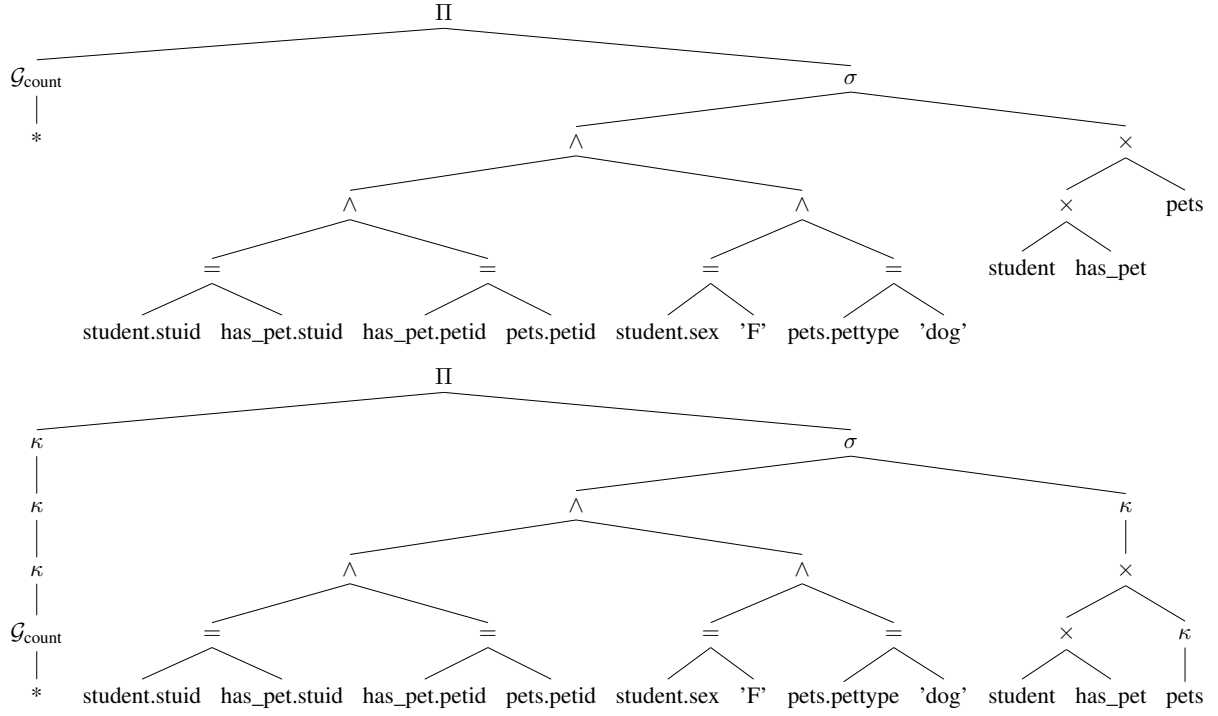 Π
𝒢count σ
* ∧ ×
∧ ∧ × pets
= = = = student has_pet
student.stuid has_pet.stuid has_pet.petid pets.petid student.sex ’F’ pets.pettype ’dog’
Π
κ σ
κ ∧ κ
κ ∧ ∧ ×
𝒢count = = = = × κ
* student.stuid has_pet.stuid has_pet.petid pets.petid student.sex ’F’ pets.pettype ’dog’ student has_pet pets